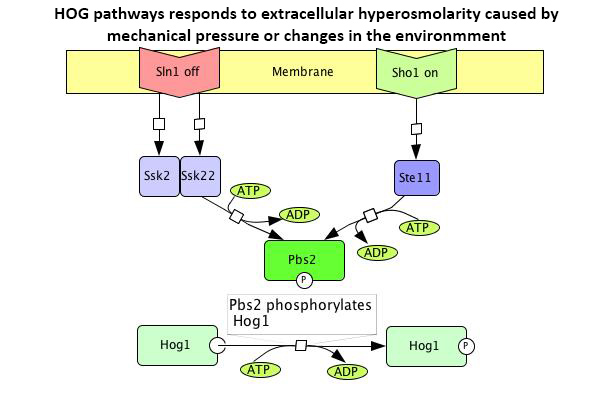 HOG pathways responds to extracellular hyperosmolarity caused by
mechanical pressure or changes in the environmment
Sln1 off
Membrane
Sho1 on
Ssk2
Ssk22
Ste11
ATP
ADP
ATP
ADP
Pbs2
P
Pbs2 phosphorylates
Hog1
Hog1
Hog1
P
ATP
ADP